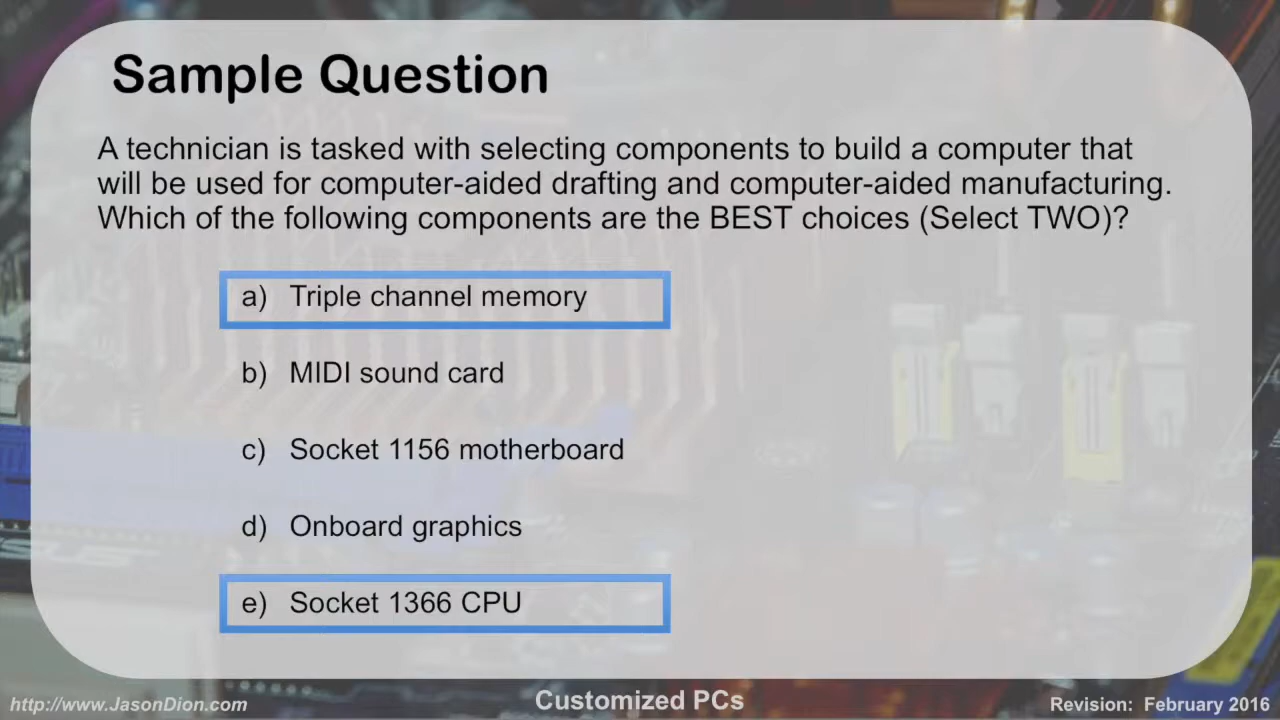 Sample Question
A technician is tasked with selecting components to build a computer that
will be used for computer-aided drafting and computer-aided manufacturing.
Which of the following components are the BEST choices (Select TWO)?
a) Triple channel memory
b) MIDI sound card
c) Socket 1156 motherboard
d) Onboard graphics
e) Socket 1366 CPU
http://www.JasonDion.com
Customized PCs
Revision: February 2016